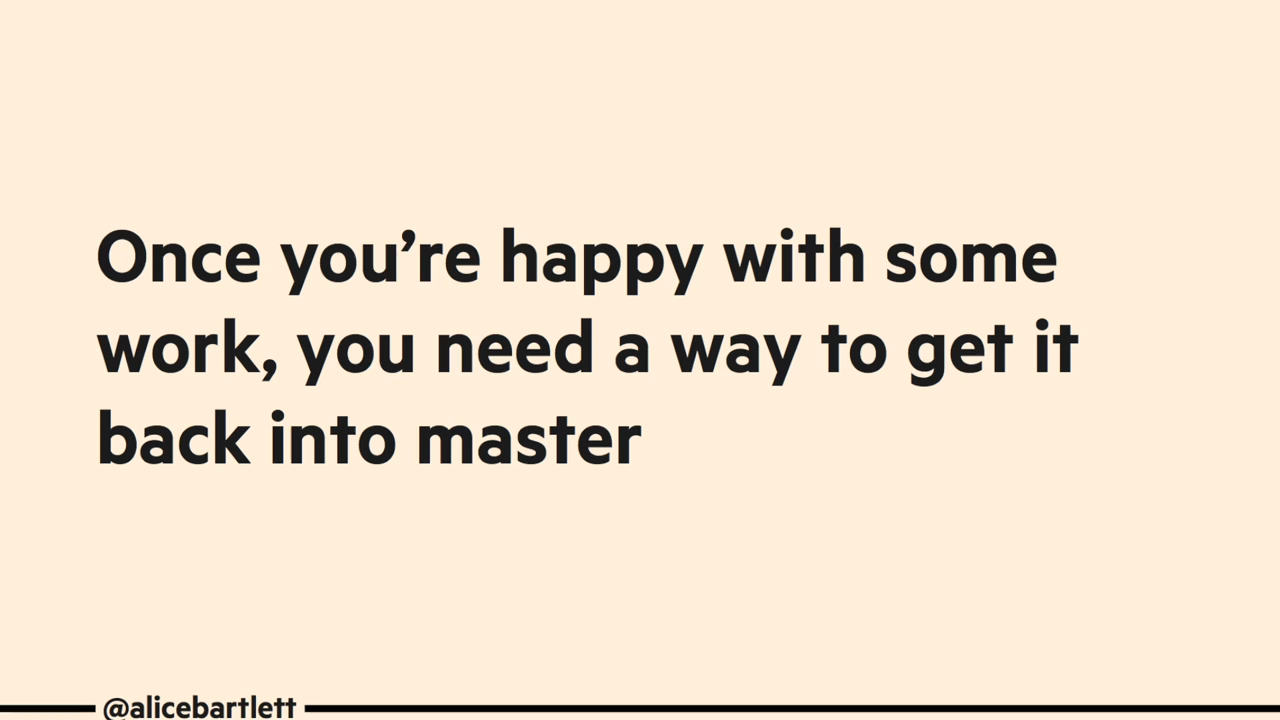 Once you’re happy with some
work, you need a way to get it
back into master
@alicebartlett